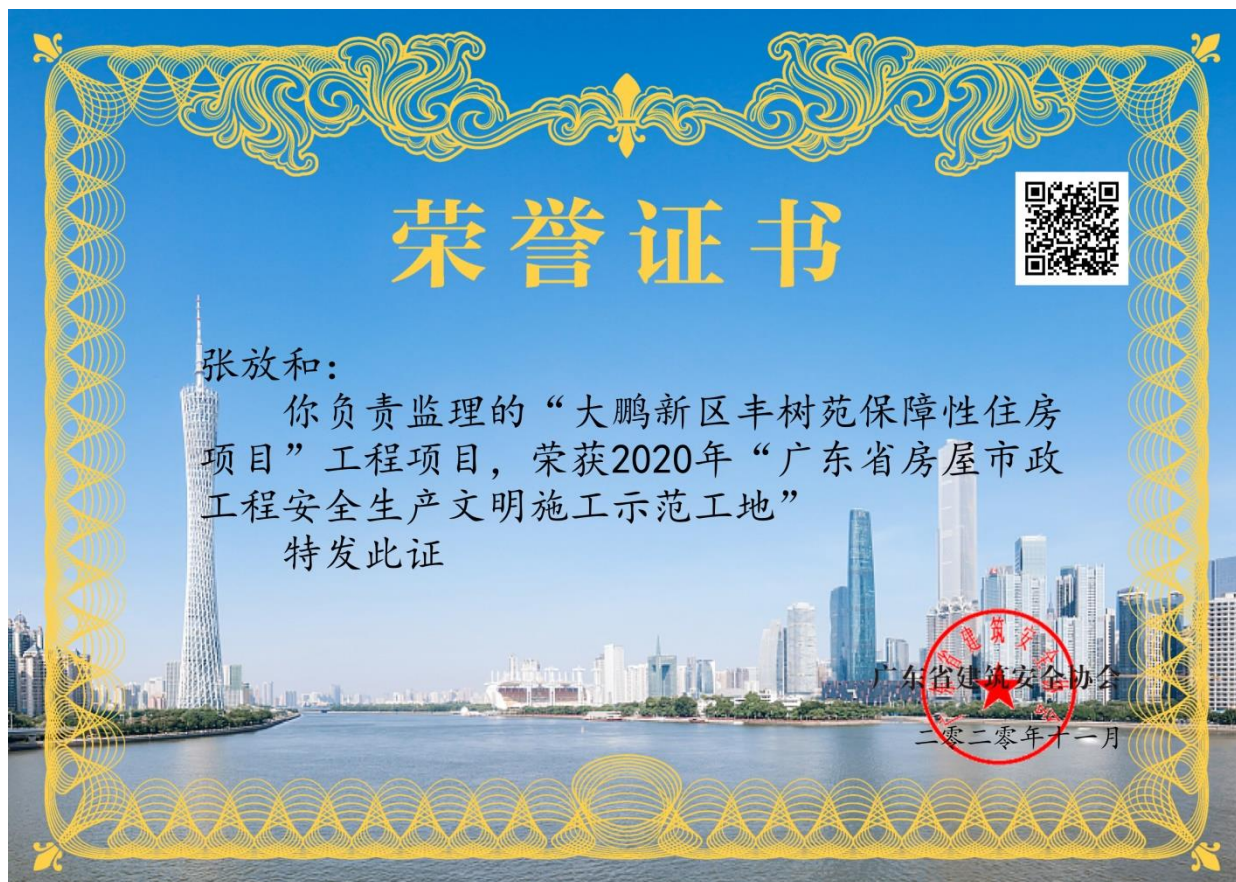 荣誉证书
张放和：
你负责监理的“大鹏新区丰树苑保障性住房
项目”工程项目，荣获2020年“广东省房屋市政
工程安全生产文明施工示范工地”
特发此证
广东省建筑安全协会
二零二零年十一月